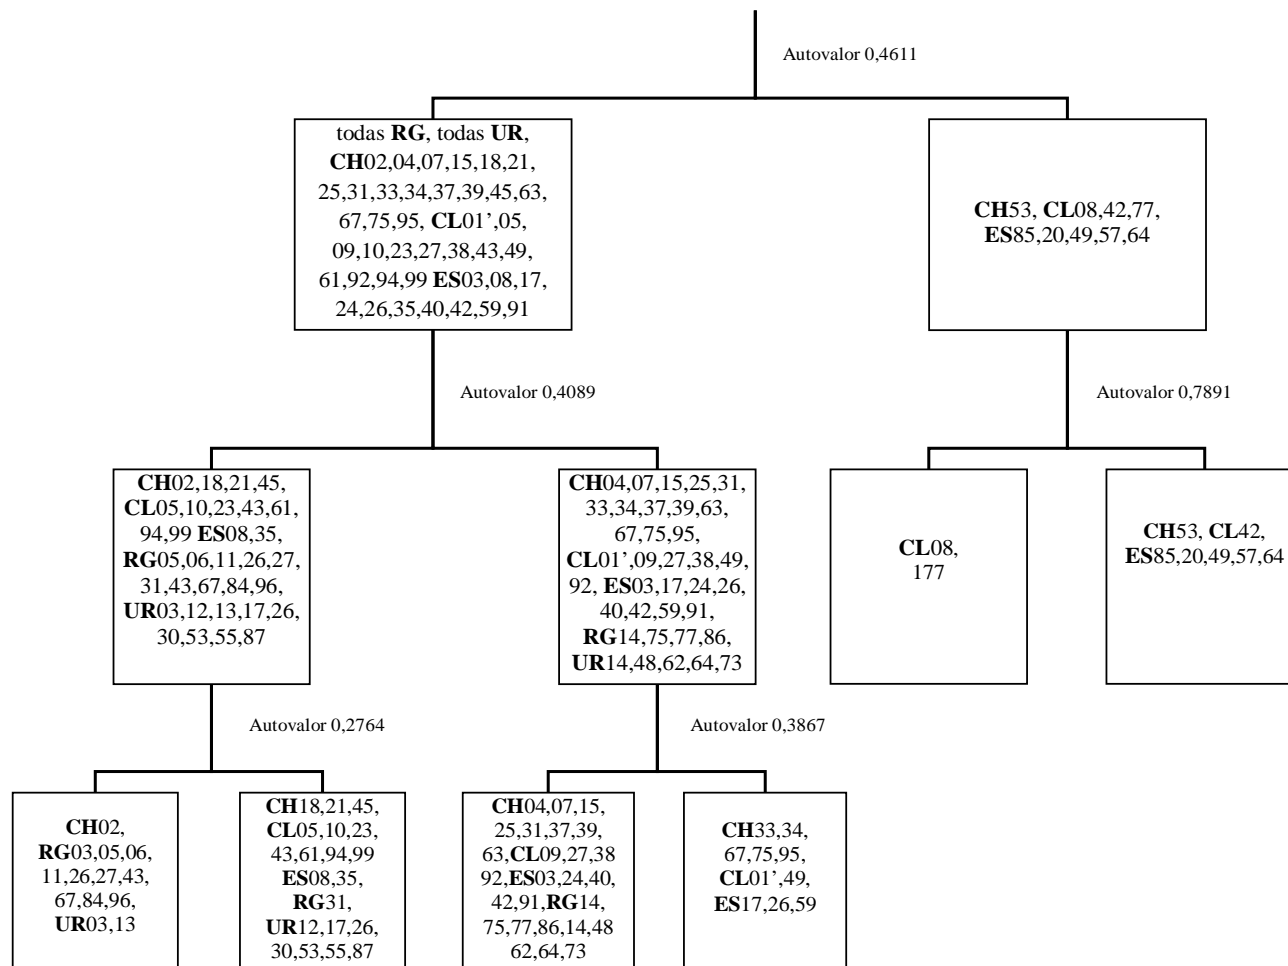 Autovalor 0,4611
todas RG, todas UR,
CH02,04,07,15,18,21,
25,31,33,34,37,39,45,63,
67,75,95, CL01’,05,
09,10,23,27,38,43,49,
61,92,94,99 ES03,08,17,
24,26,35,40,42,59,91
CH53, CL08,42,77,
ES85,20,49,57,64
Autovalor 0,4089
Autovalor 0,7891
CH02,18,21,45,
CL05,10,23,43,61,
94,99 ES08,35,
RG05,06,11,26,27,
31,43,67,84,96,
UR03,12,13,17,26,
30,53,55,87
CH04,07,15,25,31,
33,34,37,39,63,
67,75,95,
CL01’,09,27,38,49,
92, ES03,17,24,26,
40,42,59,91,
RG14,75,77,86,
UR14,48,62,64,73
CL08,
177
CH53, CL42,
ES85,20,49,57,64
Autovalor 0,2764
Autovalor 0,3867
CH02,
RG03,05,06,
11,26,27,43,
67,84,96,
UR03,13
CH18,21,45,
CL05,10,23,
43,61,94,99
ES08,35,
RG31,
UR12,17,26,
30,53,55,87
CH04,07,15,
25,31,37,39,
63,CL09,27,38
92,ES03,24,40,
42,91,RG14,
75,77,86,14,48
62,64,73
CH33,34,
67,75,95,
CL01’,49,
ES17,26,59